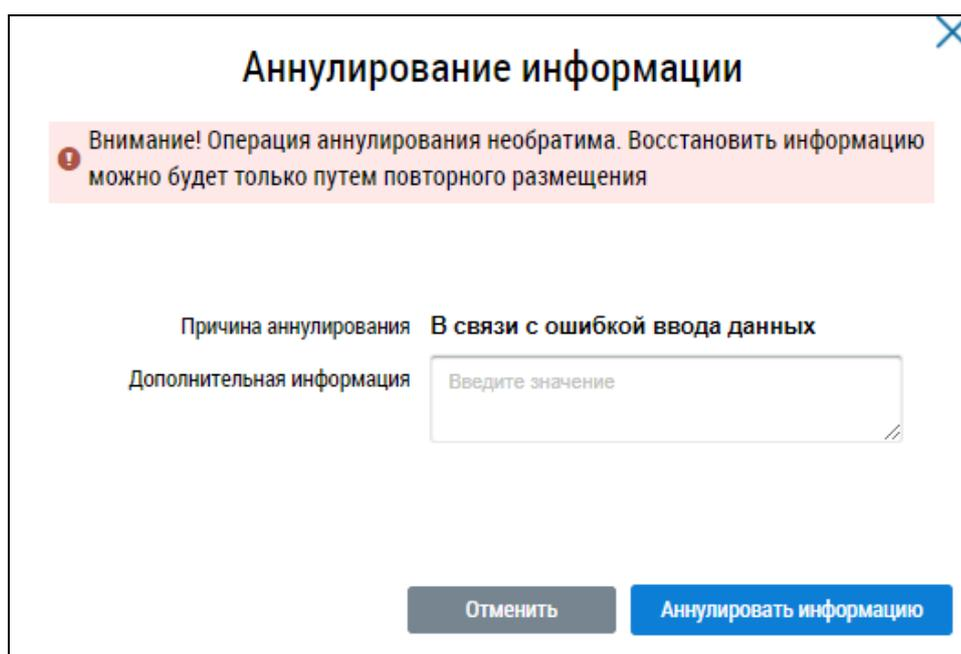 Аннулирование информации
Внимание! Операция аннулирования необратима. Восстановить информацию
можно будет только путем повторного размещения
Причина аннулирования В связи с ошибкой ввода данных
Дополнительная информация Введите значение
Отменить Аннулировать информацию